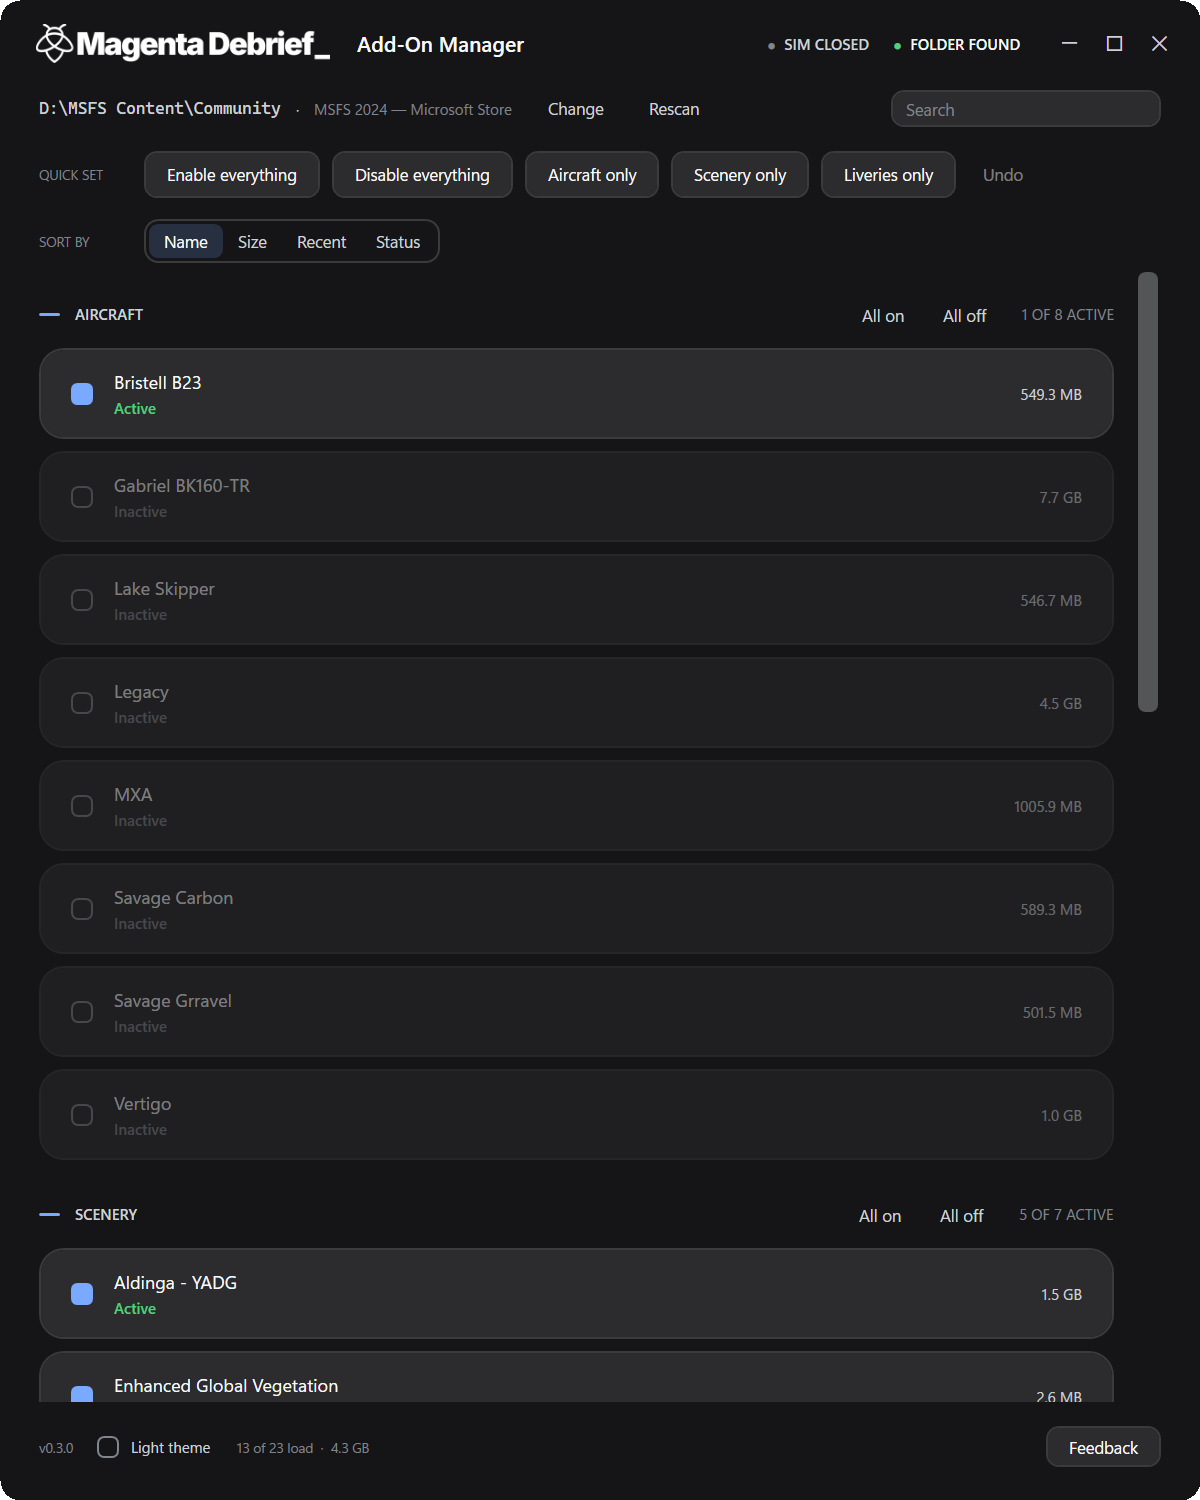 Magenta Debrief_ Add-On Manager SIM CLOSED FOLDER FOUND
D:\MSFS Content\Community · MSFS 2024 — Microsoft Store Change Rescan Search
QUICK SET Enable everything Disable everything Aircraft only Scenery only Liveries only Undo
SORT BY Name Size Recent Status
AIRCRAFT All on All off 1 OF 8 ACTIVE
Bristell B23
Active
549.3 MB
Gabriel BK160-TR
Inactive
7.7 GB
Lake Skipper
Inactive
546.7 MB
Legacy
Inactive
4.5 GB
MXA
Inactive
1005.9 MB
Savage Carbon
Inactive
589.3 MB
Savage Grravel
Inactive
501.5 MB
Vertigo
Inactive
1.0 GB
SCENERY All on All off 5 OF 7 ACTIVE
Aldinga - YADG
Active
1.5 GB
Enhanced Global Vegetation
2.6 MB
v0.3.0 Light theme 13 of 23 load · 4.3 GB Feedback